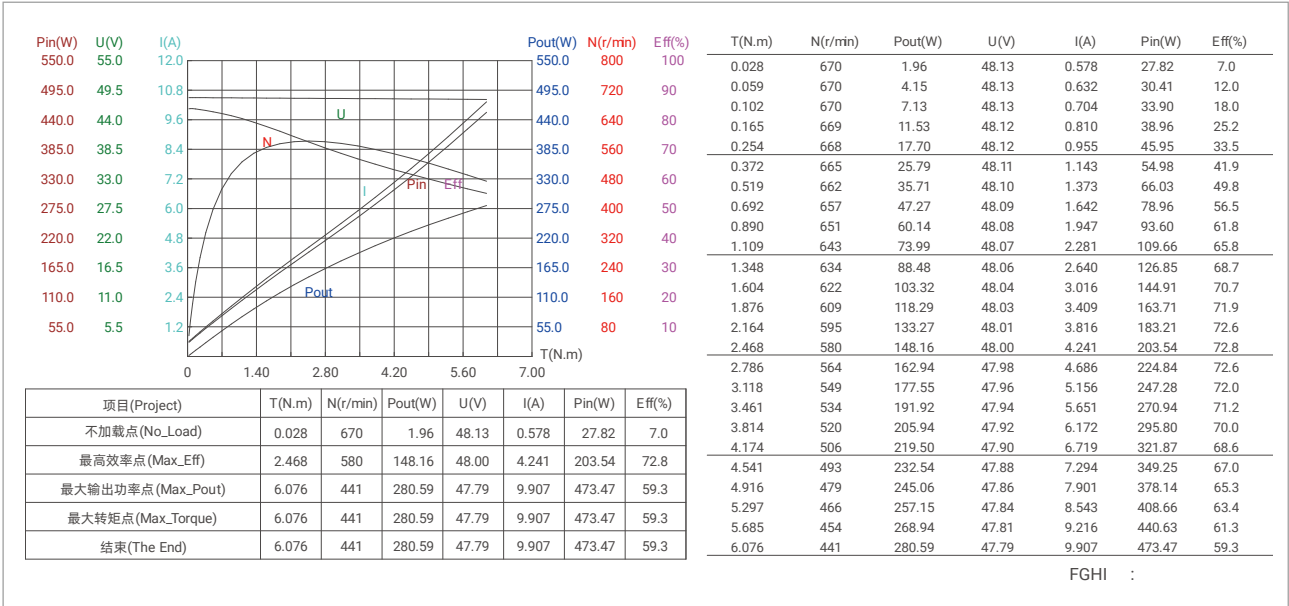 Pin(W) U(V) I(A) Pout(W) N(r/min) Eff(%)
550.0 55.0 12.0 550.0 800 100
495.0 49.5 10.8 495.0 720 90
440.0 44.0 9.6 440.0 640 80
385.0 38.5 8.4 385.0 560 70
330.0 33.0 7.2 330.0 480 60
275.0 27.5 6.0 275.0 400 50
220.0 22.0 4.8 220.0 320 40
165.0 16.5 3.6 165.0 240 30
110.0 11.0 2.4 110.0 160 20
55.0 5.5 1.2 55.0 80 10
U
N
I Pin Eff
Pout
T(N.m)
0 1.40 2.80 4.20 5.60 7.00
项目(Project) T(N.m) N(r/min) Pout(W) U(V) I(A) Pin(W) Eff(%)
不加载点(No_Load) 0.028 670 1.96 48.13 0.578 27.82 7.0
最高效率点(Max_Eff) 2.468 580 148.16 48.00 4.241 203.54 72.8
最大输出功率点(Max_Pout) 6.076 441 280.59 47.79 9.907 473.47 59.3
最大转矩点(Max_Torque) 6.076 441 280.59 47.79 9.907 473.47 59.3
结束(The End) 6.076 441 280.59 47.79 9.907 473.47 59.3
T(N.m) N(r/min) Pout(W) U(V) I(A) Pin(W) Eff(%)
0.028 670 1.96 48.13 0.578 27.82 7.0
0.059 670 4.15 48.13 0.632 30.41 12.0
0.102 670 7.13 48.13 0.704 33.90 18.0
0.165 669 11.53 48.12 0.810 38.96 25.2
0.254 668 17.70 48.12 0.955 45.95 33.5
0.372 665 25.79 48.11 1.143 54.98 41.9
0.519 662 35.71 48.10 1.373 66.03 49.8
0.692 657 47.27 48.09 1.642 78.96 56.5
0.890 651 60.14 48.08 1.947 93.60 61.8
1.109 643 73.99 48.07 2.281 109.66 65.8
1.348 634 88.48 48.06 2.640 126.85 68.7
1.604 622 103.32 48.04 3.016 144.91 70.7
1.876 609 118.29 48.03 3.409 163.71 71.9
2.164 595 133.27 48.01 3.816 183.21 72.6
2.468 580 148.16 48.00 4.241 203.54 72.8
2.786 564 162.94 47.98 4.686 224.84 72.6
3.118 549 177.55 47.96 5.156 247.28 72.0
3.461 534 191.92 47.94 5.651 270.94 71.2
3.814 520 205.94 47.92 6.172 295.80 70.0
4.174 506 219.50 47.90 6.719 321.87 68.6
4.541 493 232.54 47.88 7.294 349.25 67.0
4.916 479 245.06 47.86 7.901 378.14 65.3
5.297 466 257.15 47.84 8.543 408.66 63.4
5.685 454 268.94 47.81 9.216 440.63 61.3
6.076 441 280.59 47.79 9.907 473.47 59.3
FGHI :